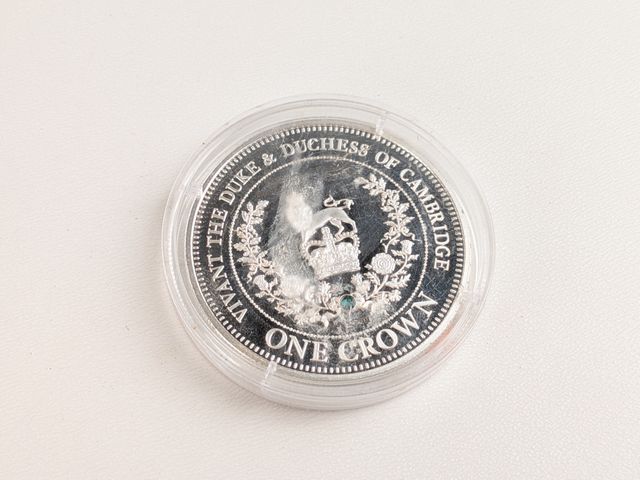 VIVANT THE DUKE & DUCHESS OF CAMBRIDGE
ONE CROWN